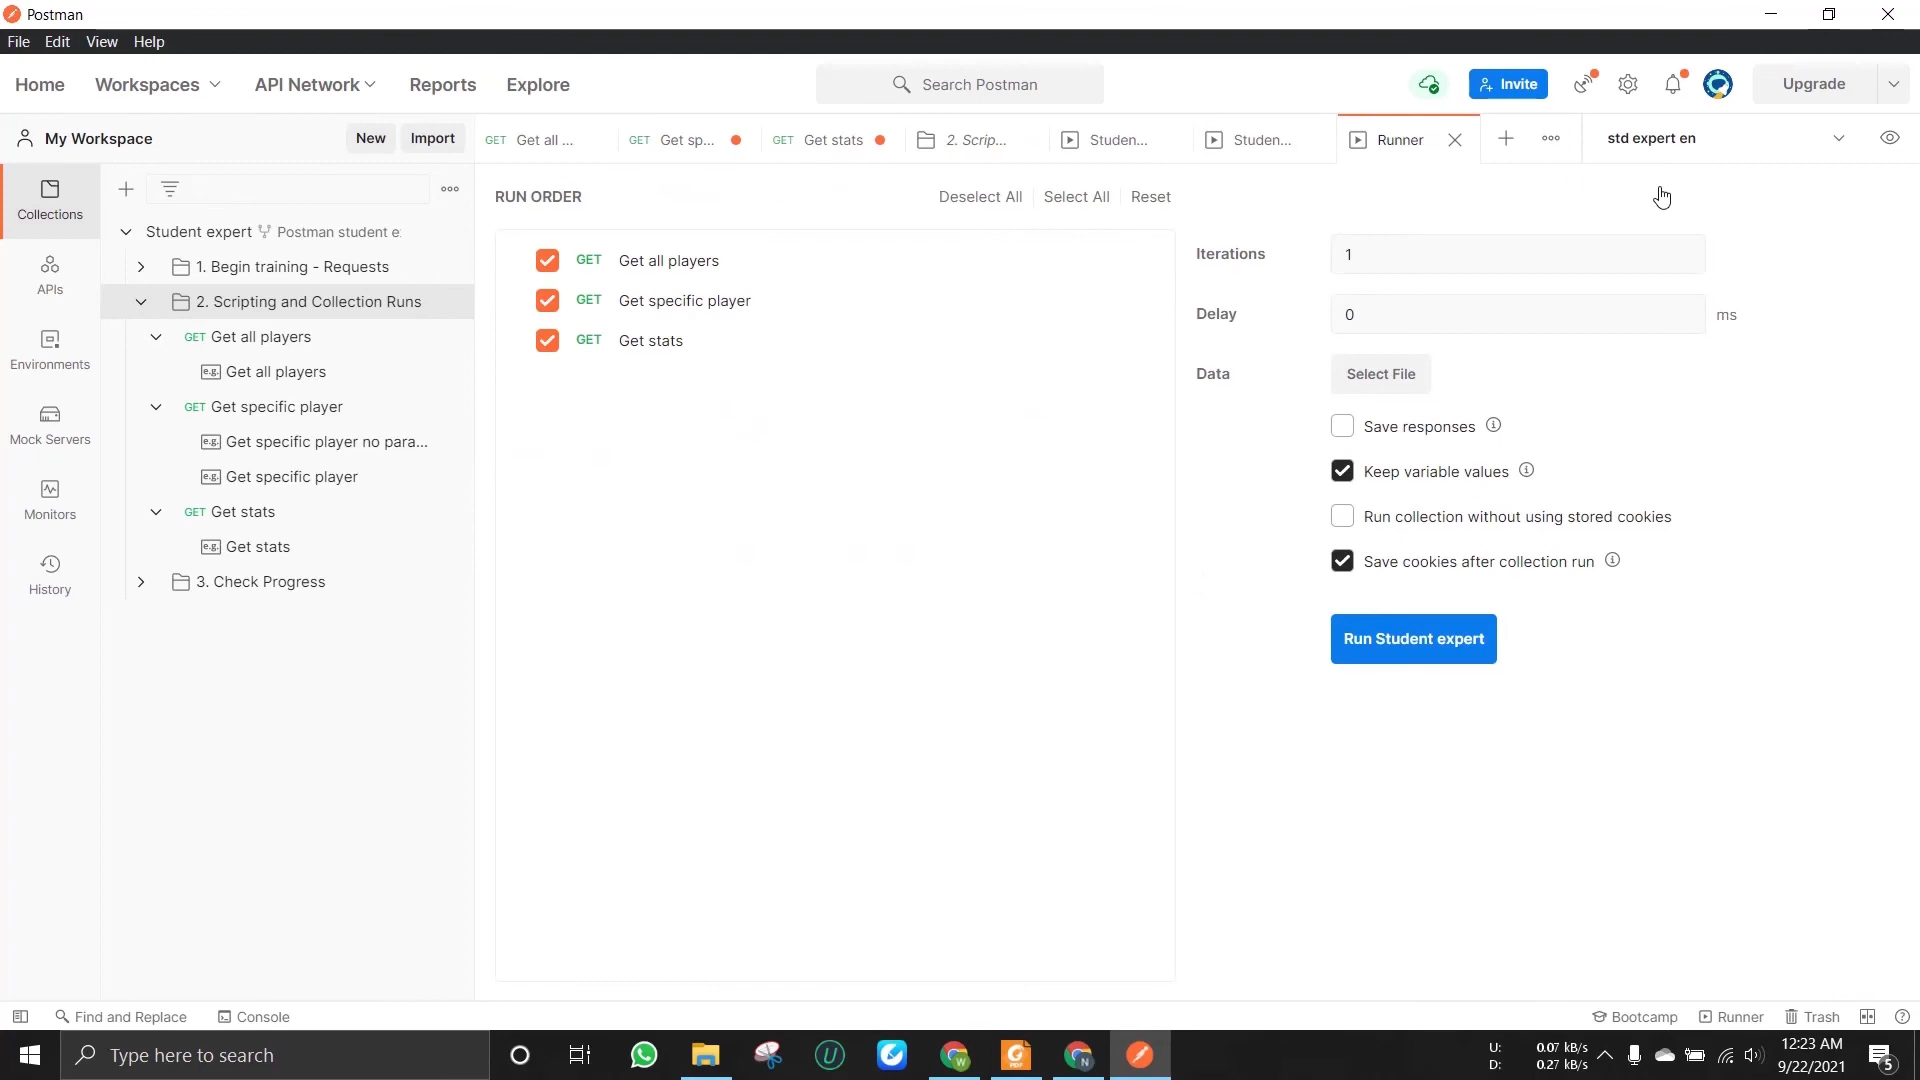 Postman
File Edit View Help
Home Workspaces API Network Reports Explore Search Postman Invite Upgrade
My Workspace New Import GET Get all ... GET Get sp... GET Get stats 2. Scrip... Studen... Studen... Runner ooo std expert en
Collections
APIs
Environments
Mock Servers
Monitors
History
Student expert Postman student e
1. Begin training - Requests
2. Scripting and Collection Runs
GET Get all players
e.g. Get all players
GET Get specific player
e.g. Get specific player no para...
e.g. Get specific player
GET Get stats
e.g. Get stats
3. Check Progress
RUN ORDER Deselect All Select All Reset
GET Get all players
GET Get specific player
GET Get stats
Iterations 1
Delay 0 ms
Data Select File
Save responses
Keep variable values
Run collection without using stored cookies
Save cookies after collection run
Run Student expert
Find and Replace Console Bootcamp Runner Trash
Type here to search
U: 0.07 kB/s
D: 0.27 kB/s
12:23 AM
9/22/2021
5